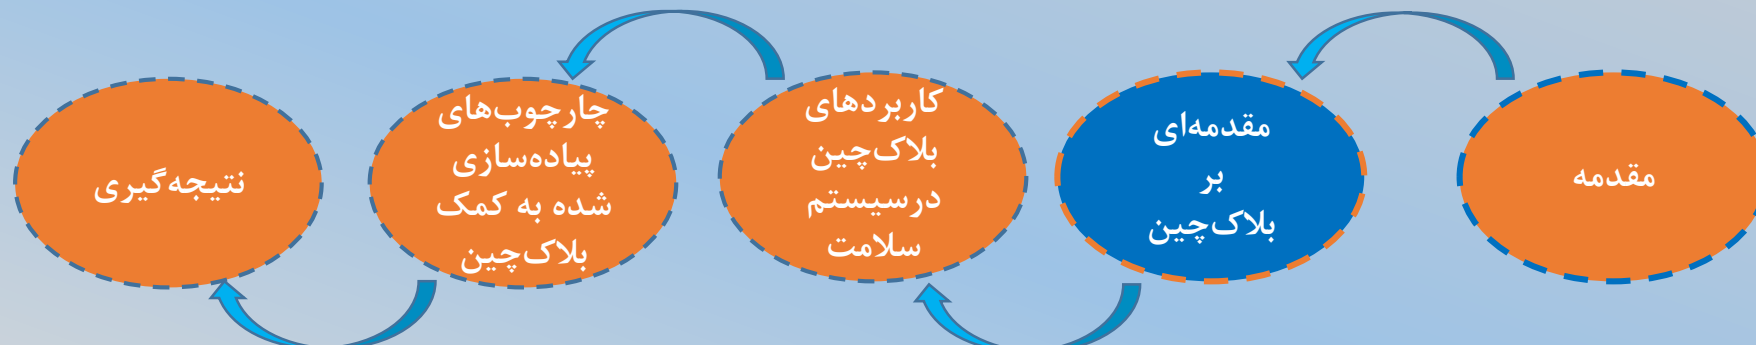 مقدمه
مقدمه‌ای
بر
بلاک‌چین
کاربردهای
بلاک‌چین
درسیستم
سلامت
چارچوب‌های
پیاده‌سازی
شده به کمک
بلاک‌چین
نتیجه‌گیری